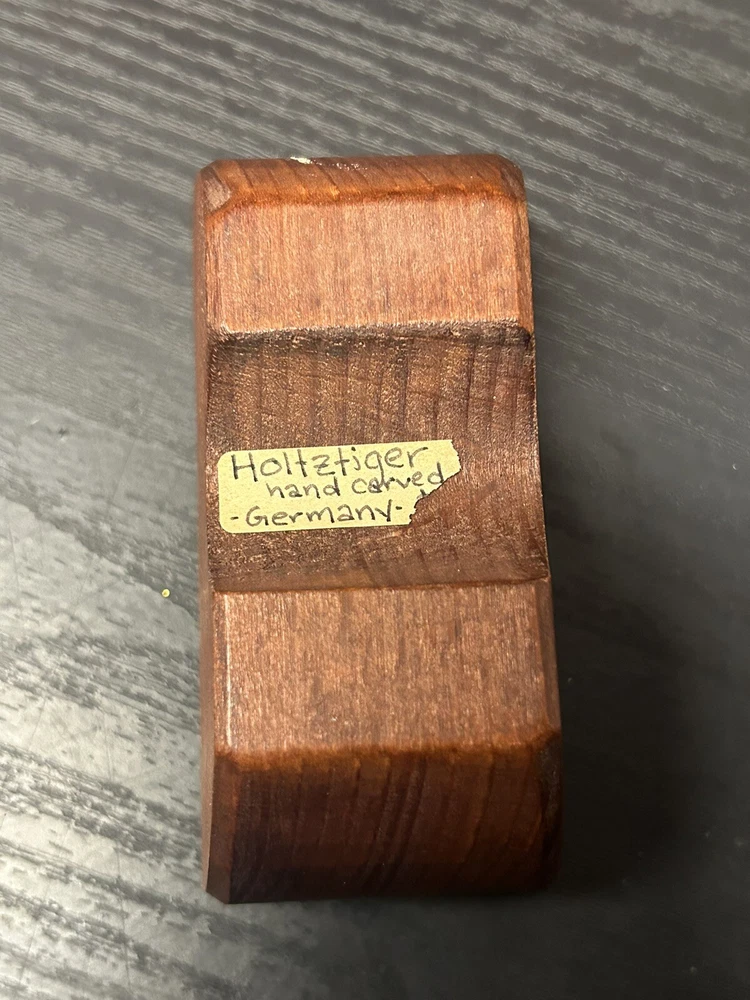 Holtztiger
hand carved
-Germany-